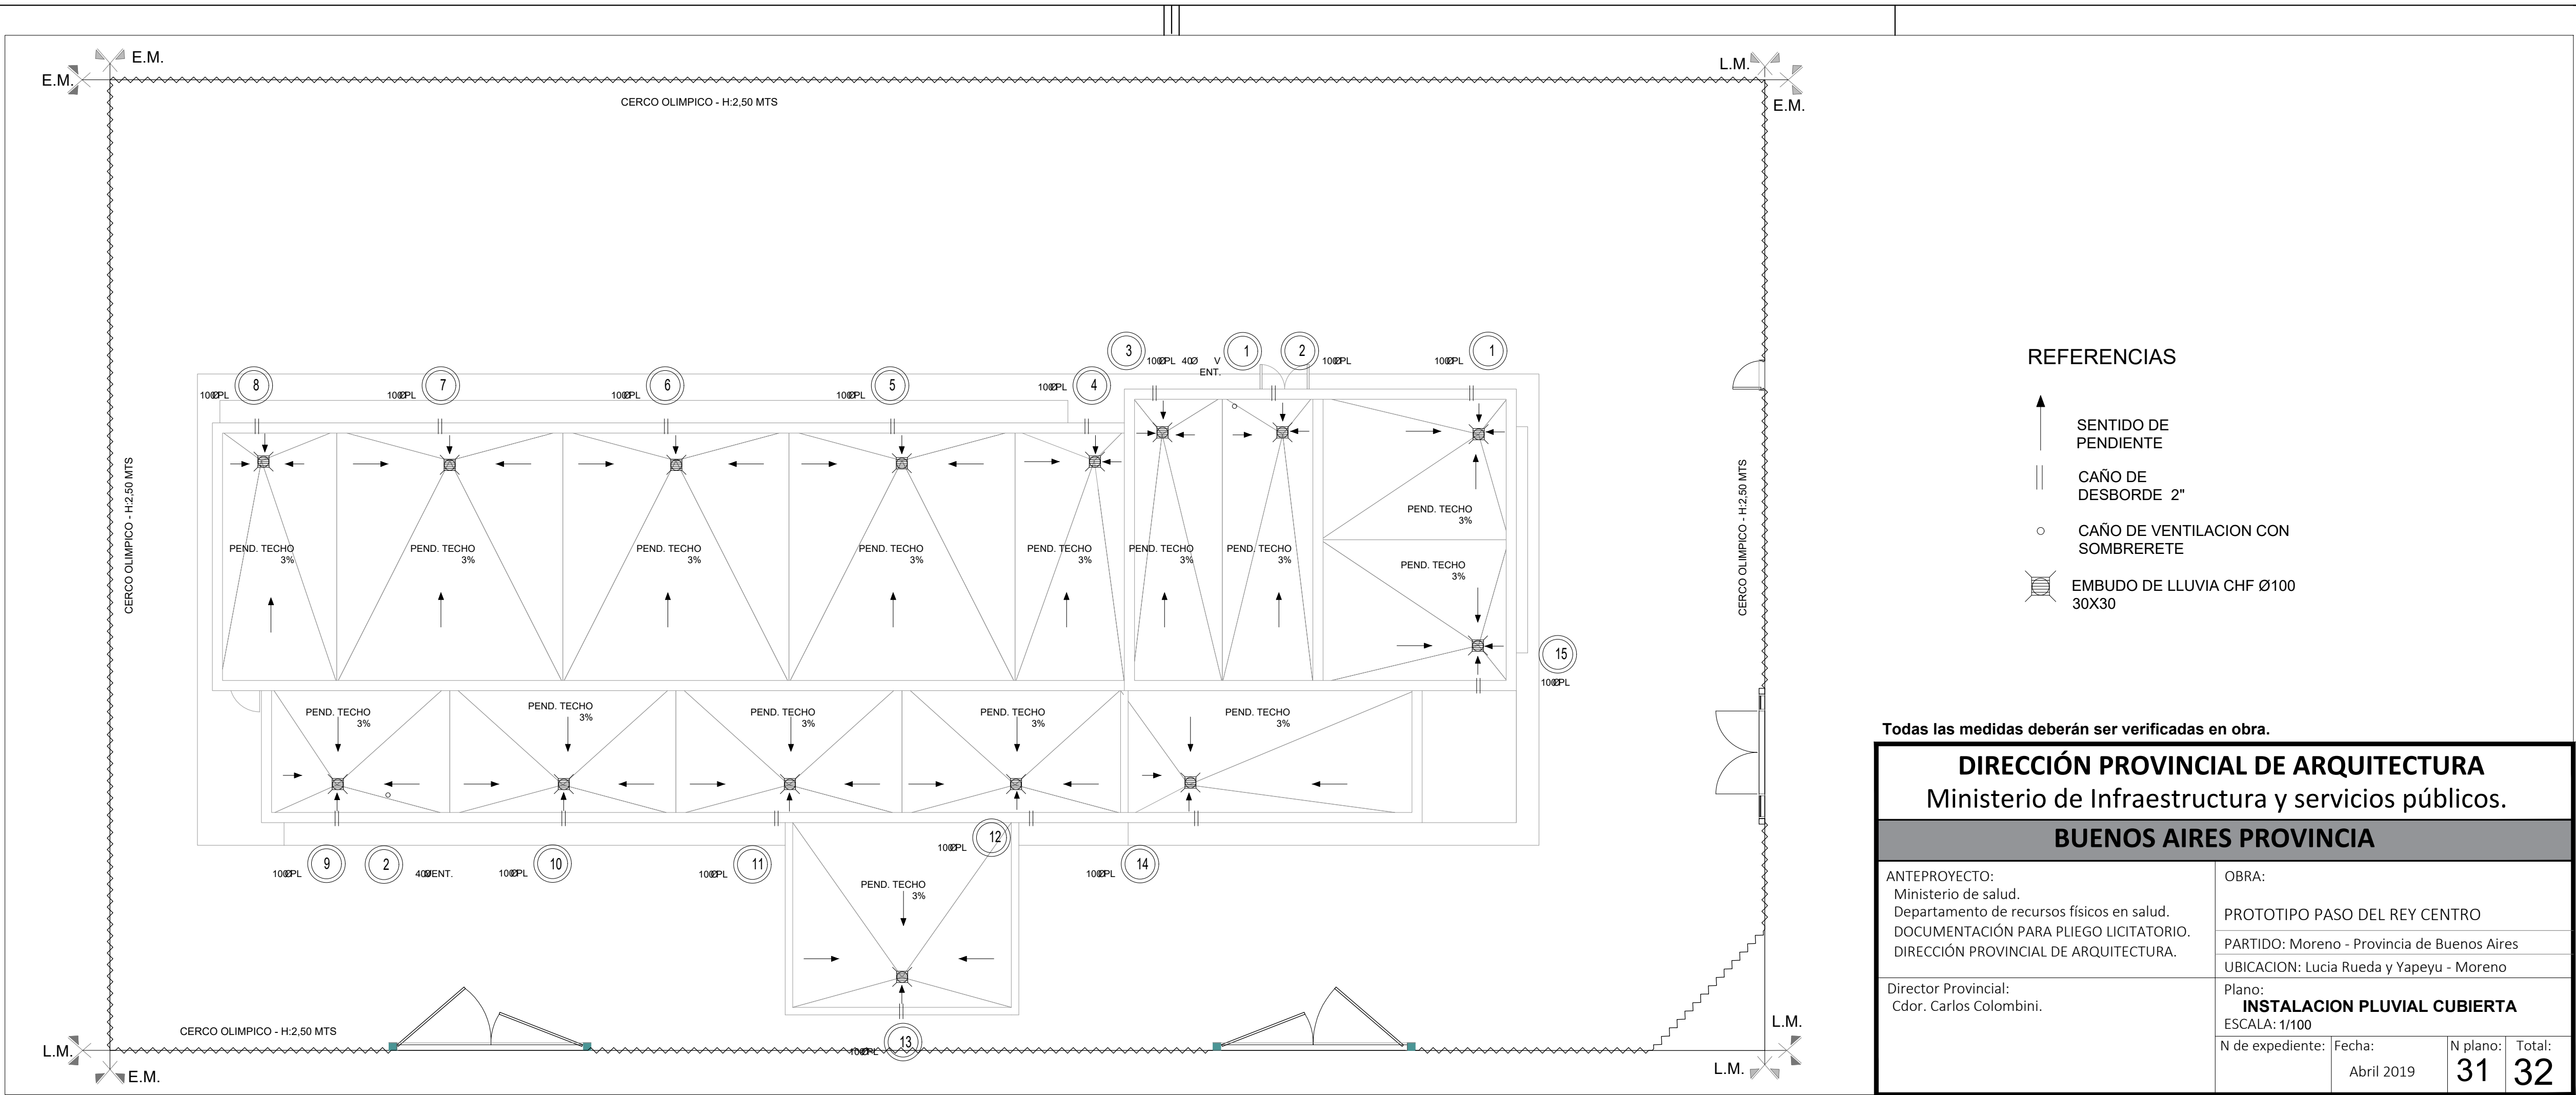 E.M.
E.M.
L.M.
E.M.
CERCO OLIMPICO - H:2,50 MTS
CERCO OLIMPICO - H:2,50 MTS
CERCO OLIMPICO - H:2,50 MTS
3
100ØPL
40Ø
V
ENT.
1
2
100ØPL
100ØPL
1
8
100ØPL
7
100ØPL
6
100ØPL
5
100ØPL
4
100ØPL
PEND. TECHO
3%
PEND. TECHO
3%
PEND. TECHO
3%
PEND. TECHO
3%
PEND. TECHO
3%
PEND. TECHO
3%
PEND. TECHO
3%
PEND. TECHO
3%
PEND. TECHO
3%
15
100ØPL
PEND. TECHO
3%
PEND. TECHO
3%
PEND. TECHO
3%
PEND. TECHO
3%
PEND. TECHO
3%
9
100ØPL
2
40ØVENT.
10
100ØPL
11
100ØPL
12
100ØPL
14
100ØPL
PEND. TECHO
3%
13
100ØPL
CERCO OLIMPICO - H:2,50 MTS
L.M.
E.M.
L.M.
L.M.
REFERENCIAS
SENTIDO DE
PENDIENTE
CAÑO DE
DESBORDE 2"
CAÑO DE VENTILACION CON
SOMBRERETE
EMBUDO DE LLUVIA CHF Ø100
30X30
Todas las medidas deberán ser verificadas en obra.
DIRECCIÓN PROVINCIAL DE ARQUITECTURA
Ministerio de Infraestructura y servicios públicos.
BUENOS AIRES PROVINCIA
ANTEPROYECTO:
Ministerio de salud.
Departamento de recursos físicos en salud.
DOCUMENTACIÓN PARA PLIEGO LICITATORIO.
DIRECCIÓN PROVINCIAL DE ARQUITECTURA.
Director Provincial:
Cdor. Carlos Colombini.
OBRA:
PROTOTIPO PASO DEL REY CENTRO
PARTIDO: Moreno - Provincia de Buenos Aires
UBICACION: Lucia Rueda y Yapeyu - Moreno
Plano:
INSTALACION PLUVIAL CUBIERTA
ESCALA: 1/100
N de expediente:
Fecha:
Abril 2019
N plano:
31
Total:
32